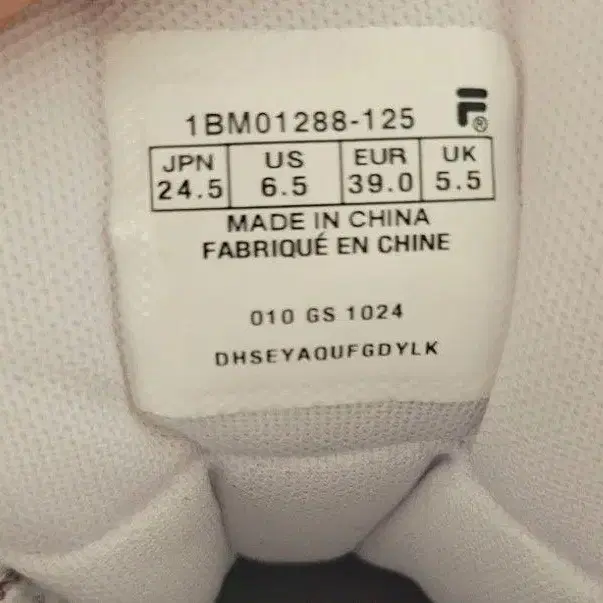 1BM01288-125
F®
JPN US EUR UK
24.5 6.5 39.0 5.5
MADE IN CHINA
FABRIQUÉ EN CHINE
010 GS 1024
DHSEYAQUFGDYLK